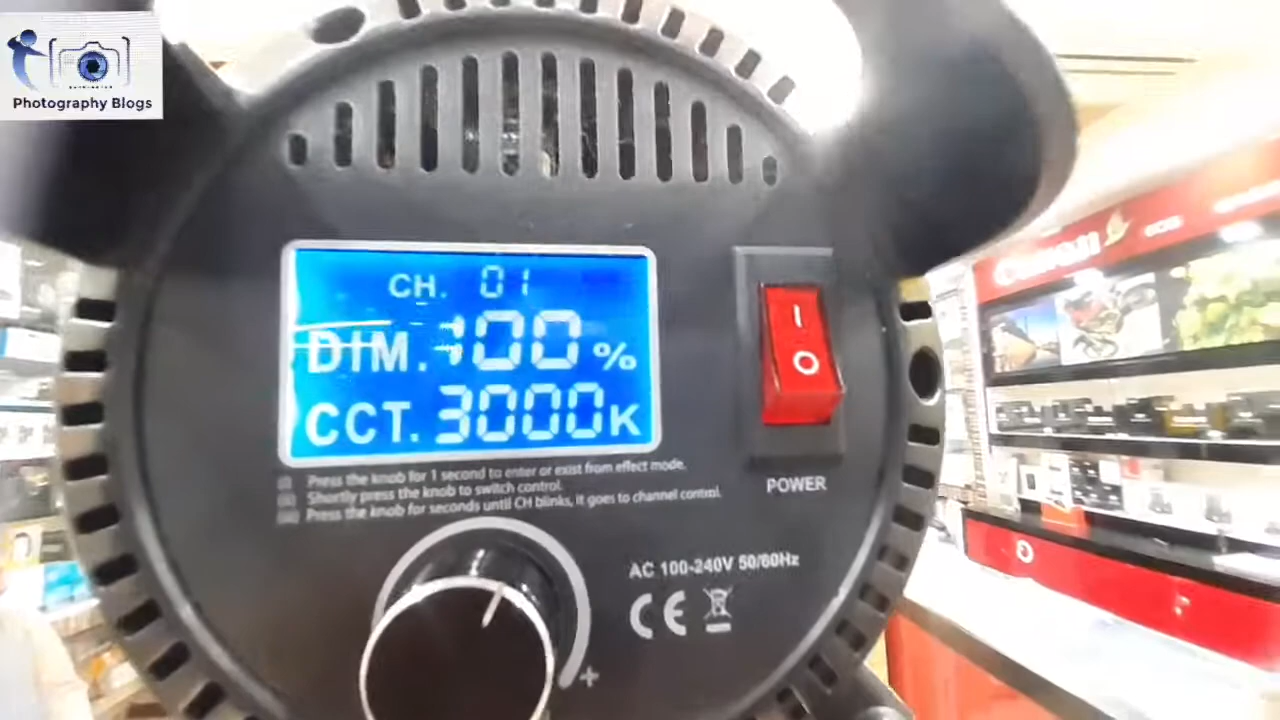 Photography Blogs
CH. 01
DIM. 100 %
CCT. 3000K
Press the knob for 1 second to enter or exist from effect mode.
Shortly press the knob to switch control.
Press the knob for seconds until CH blinks, it goes to channel control.
I
O
POWER
AC 100-240V 50/60Hz
CE
+
Canon
EOS